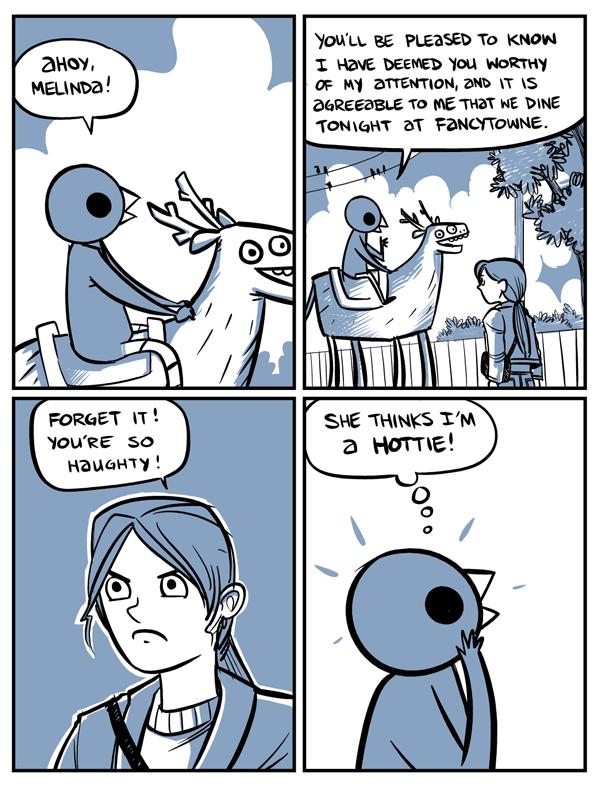 AHOY,
MELINDA!
YOU'LL BE PLEASED TO KNOW
I HAVE DEEMED YOU WORTHY
OF MY ATTENTION, AND IT IS
AGREEABLE TO ME THAT WE DINE
TONIGHT AT FANCYTOWNE.
FORGET IT!
YOU'RE SO
HAUGHTY!
SHE THINKS I'M
A HOTTIE!